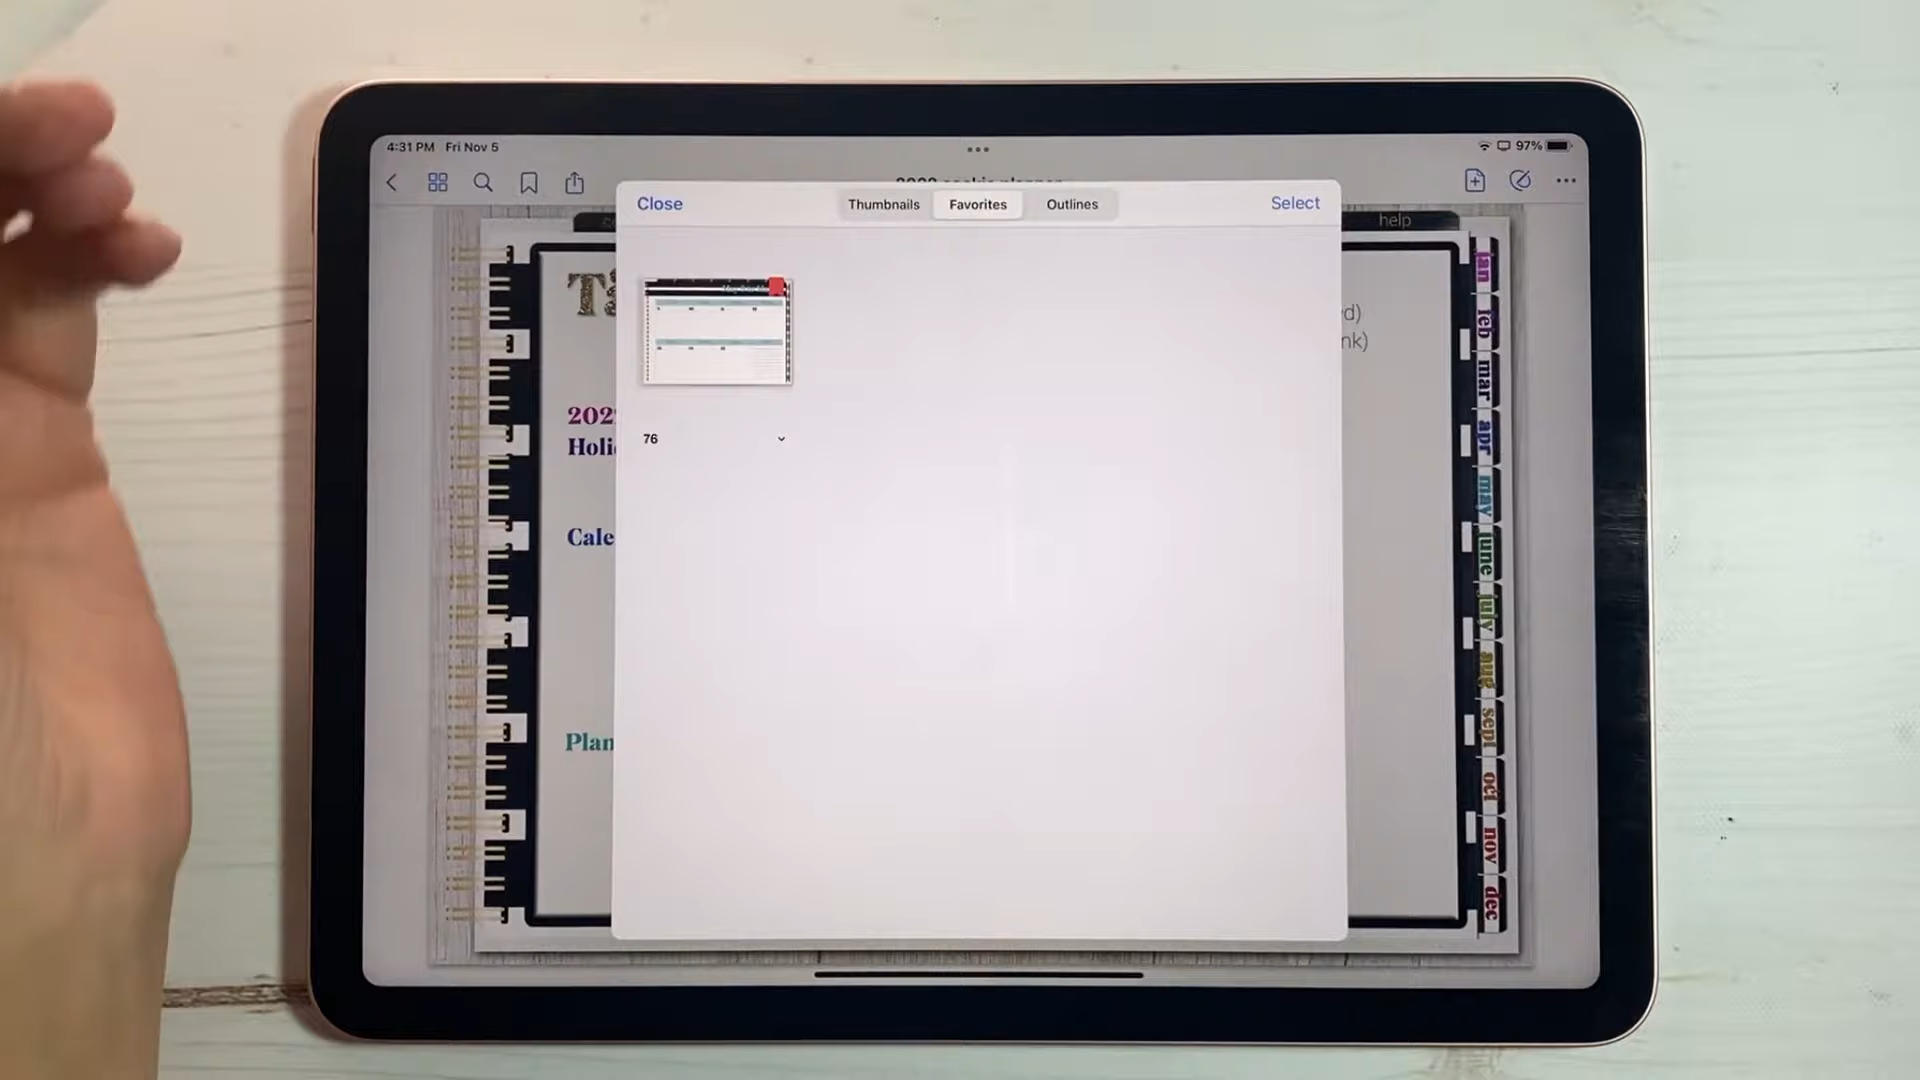 4:31 PM Fri Nov 5
97%
Close
Thumbnails
Favorites
Outlines
Select
help
nk)
202
Holi
76
Cale
Plan
jan
feb
mar
apr
may
june
july
aug
sept
oct
nov
dec